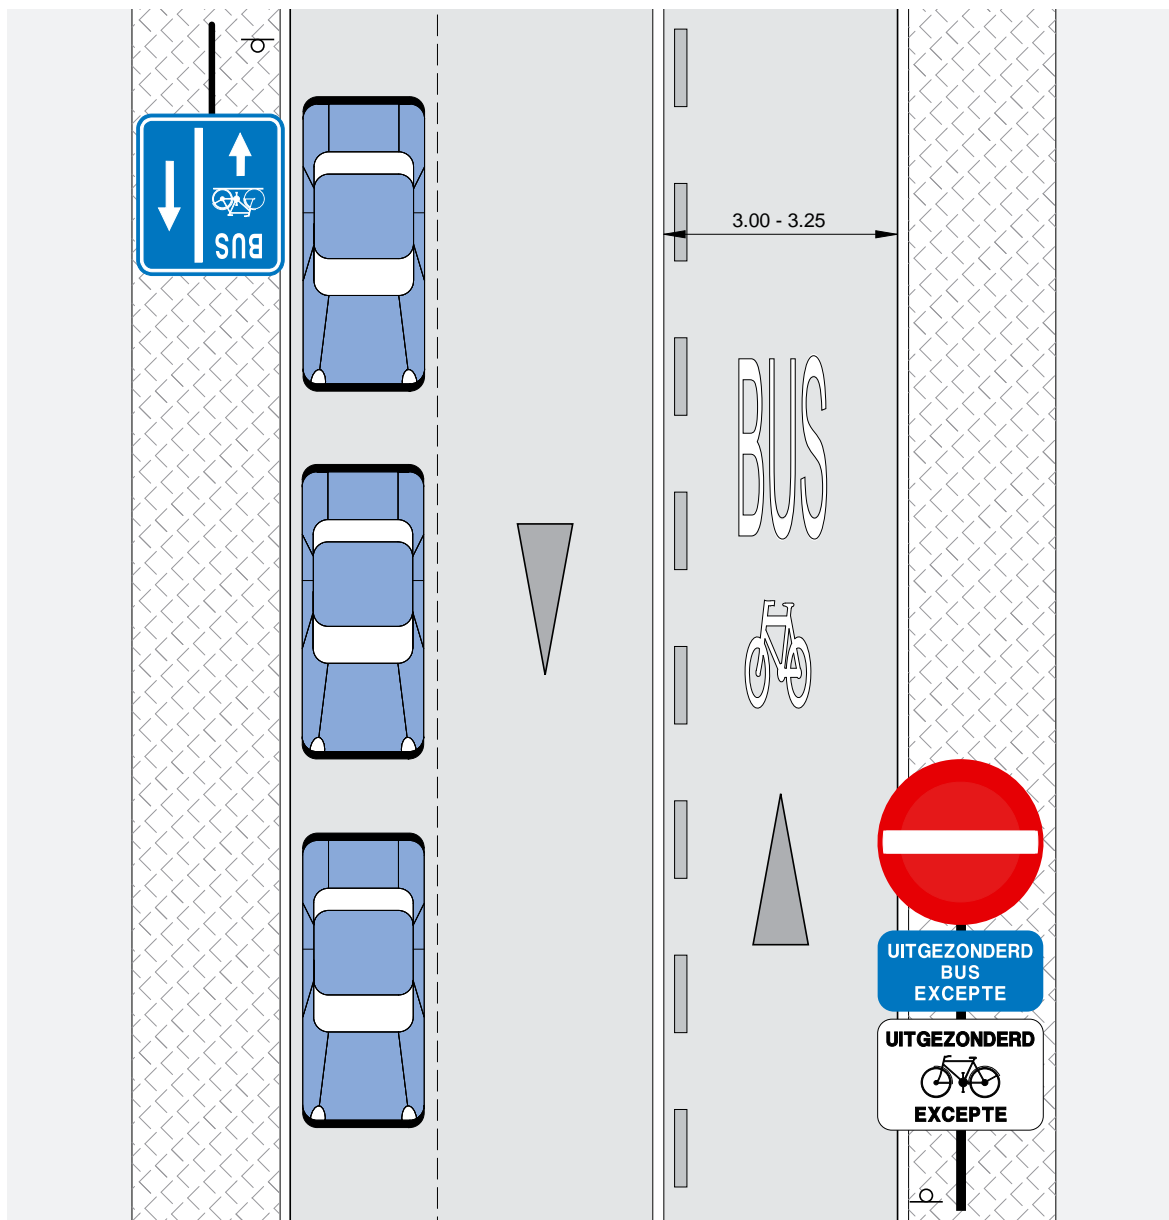 BUS
3.00 - 3.25
BUS
UITGEZONDERD
BUS
EXCEPTE
UITGEZONDERD
EXCEPTE